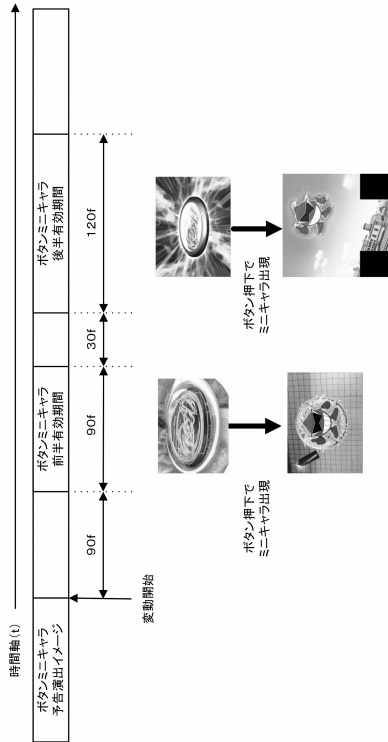 時間軸(t)
ボタンミニキャラ
予告演出イメージ
ボタンミニキャラ
前半有効期間
ボタンミニキャラ
後半有効期間
90f
90f
30f
120f
変動開始
ボタン押下で
ミニキャラ出現
ボタン押下で
ミニキャラ出現